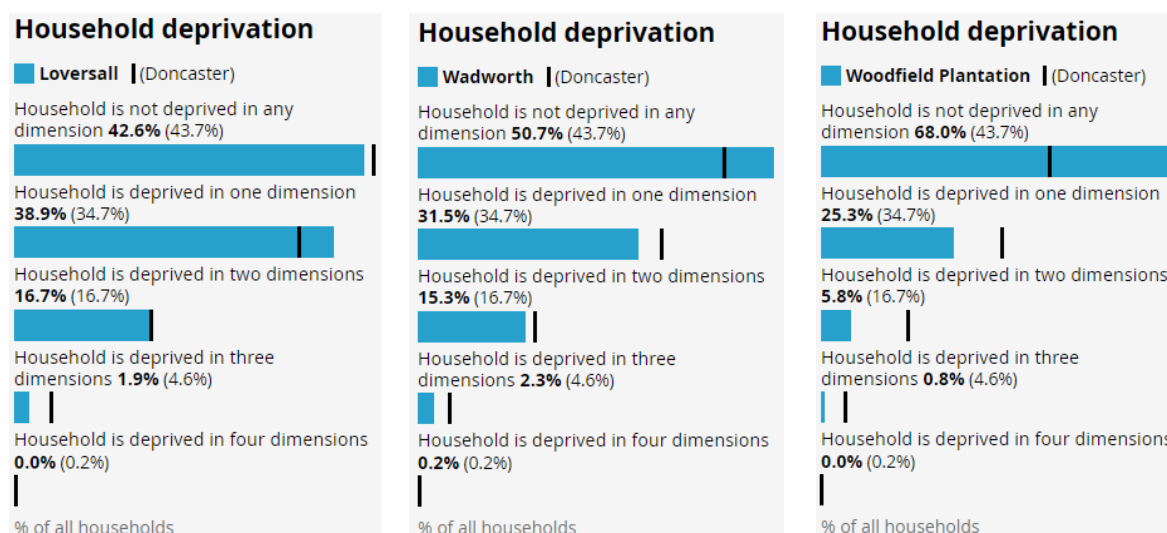 Household deprivation
Loversall (Doncaster)
Household is not deprived in any
dimension 42.6% (43.7%)
Household is deprived in one dimension
38.9% (34.7%)
Household is deprived in two dimensions
16.7% (16.7%)
Household is deprived in three
dimensions 1.9% (4.6%)
Household is deprived in four dimensions
0.0% (0.2%)
% of all households
Household deprivation
Wadworth (Doncaster)
Household is not deprived in any
dimension 50.7% (43.7%)
Household is deprived in one dimension
31.5% (34.7%)
Household is deprived in two dimensions
15.3% (16.7%)
Household is deprived in three
dimensions 2.3% (4.6%)
Household is deprived in four dimensions
0.2% (0.2%)
% of all households
Household deprivation
Woodfield Plantation (Doncaster)
Household is not deprived in any
dimension 68.0% (43.7%)
Household is deprived in one dimension
25.3% (34.7%)
Household is deprived in two dimensions
5.8% (16.7%)
Household is deprived in three
dimensions 0.8% (4.6%)
Household is deprived in four dimensions
0.0% (0.2%)
% of all households